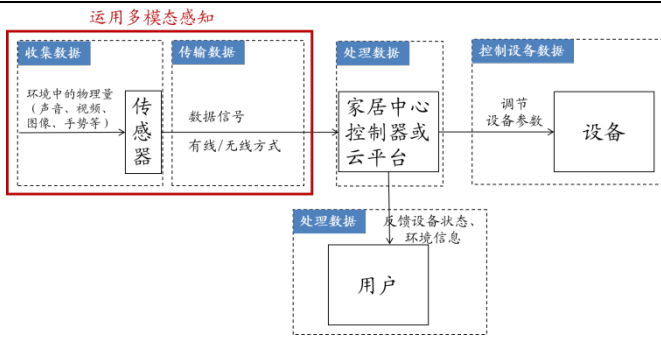 运用多模态感知
收集数据
传输数据
处理数据
控制设备数据
环境中的物理量
（声音、视频、
图像、手势等）
传
感
器
数据信号
有线/无线方式
家居中心
控制器或
云平台
调节
设备参数
设备
处理数据
反馈设备状态、
环境信息
用户